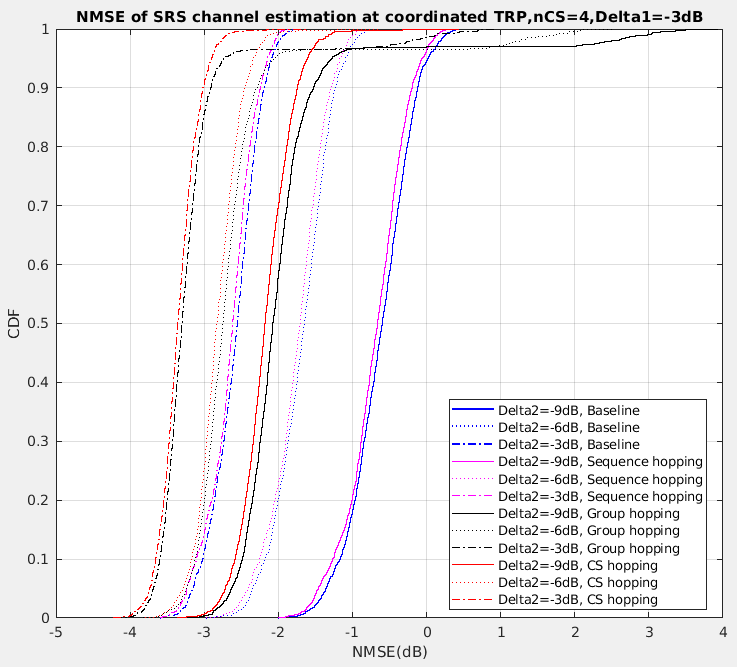 NMSE of SRS channel estimation at coordinated TRP,nCS=4,Delta1=-3dB
1
0.9
0.8
0.7
0.6
0.5
0.4
0.3
0.2
0.1
0
CDF
Delta2=-9dB, Baseline
Delta2=-6dB, Baseline
Delta2=-3dB, Baseline
Delta2=-9dB, Sequence hopping
Delta2=-6dB, Sequence hopping
Delta2=-3dB, Sequence hopping
Delta2=-9dB, Group hopping
Delta2=-6dB, Group hopping
Delta2=-3dB, Group hopping
Delta2=-9dB, CS hopping
Delta2=-6dB, CS hopping
Delta2=-3dB, CS hopping
-5 -4 -3 -2 -1 0 1 2 3 4
NMSE(dB)